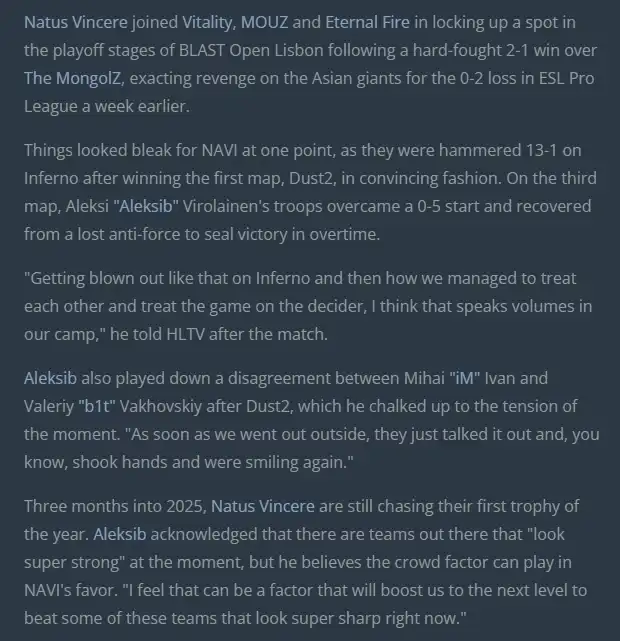 Natus Vincere joined Vitality, MOUZ and Eternal Fire in locking up a spot in
the playoff stages of BLAST Open Lisbon following a hard-fought 2-1 win over
The MongolZ, exacting revenge on the Asian giants for the 0-2 loss in ESL Pro
League a week earlier.
Things looked bleak for NAVI at one point, as they were hammered 13-1 on
Inferno after winning the first map, Dust2, in convincing fashion. On the third
map, Aleksi "Aleksib" Virolainen's troops overcame a 0-5 start and recovered
from a lost anti-force to seal victory in overtime.
"Getting blown out like that on Inferno and then how we managed to treat
each other and treat the game on the decider, I think that speaks volumes in
our camp," he told HLTV after the match.
Aleksib also played down a disagreement between Mihai "iM" Ivan and
Valeriy "b1t" Vakhovskiy after Dust2, which he chalked up to the tension of
the moment. "As soon as we went out outside, they just talked it out and, you
know, shook hands and were smiling again."
Three months into 2025, Natus Vincere are still chasing their first trophy of
the year. Aleksib acknowledged that there are teams out there that "look
super strong" at the moment, but he believes the crowd factor can play in
NAVI's favor. "I feel that can be a factor that will boost us to the next level to
beat some of these teams that look super sharp right now."